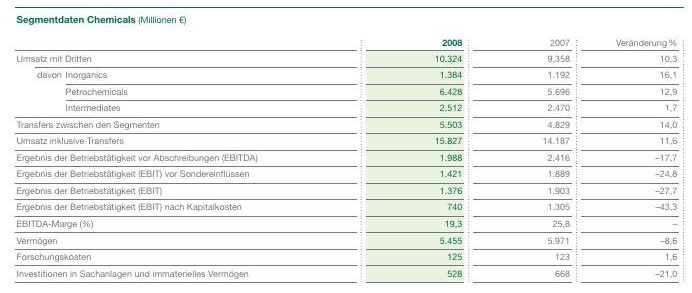 Segmentdaten Chemicals (Millionen €)
2008 2007 Veränderung %
Umsatz mit Dritten 10.324 9.358 10,3
davon Inorganics 1.384 1.192 16,1
Petrochemicals 6.428 5.696 12,9
Intermediates 2.512 2.470 1,7
Transfers zwischen den Segmenten 5.503 4.829 14,0
Umsatz inklusive Transfers 15.827 14.187 11,6
Ergebnis der Betriebstätigkeit vor Abschreibungen (EBITDA) 1.988 2.416 –17,7
Ergebnis der Betriebstätigkeit (EBIT) vor Sondereinflüssen 1.421 1.889 –24,8
Ergebnis der Betriebstätigkeit (EBIT) 1.376 1.903 –27,7
Ergebnis der Betriebstätigkeit (EBIT) nach Kapitalkosten 740 1.305 –43,3
EBITDA-Marge (%) 19,3 25,8 –
Vermögen 5.455 5.971 –8,6
Forschungskosten 125 123 1,6
Investitionen in Sachanlagen und immaterielles Vermögen 528 668 –21,0